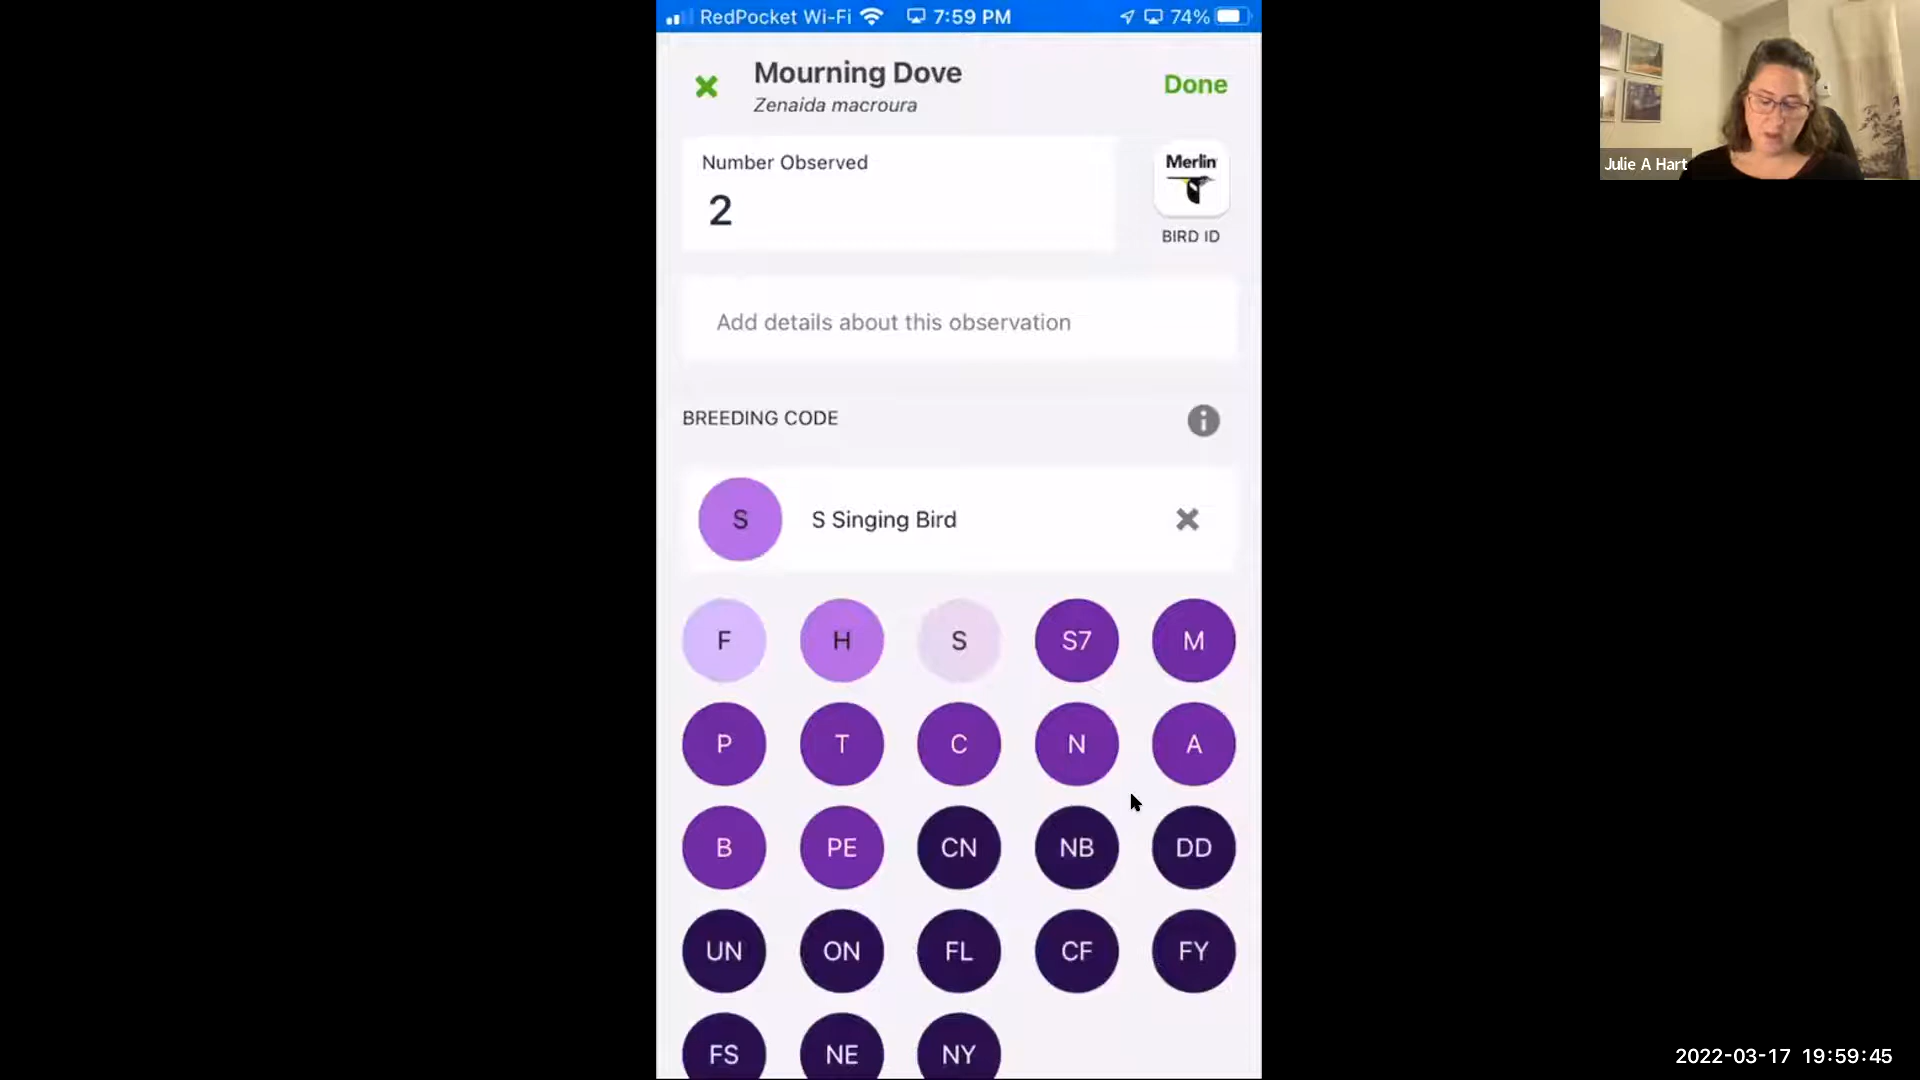 RedPocket Wi-Fi 7:59 PM 74%
Mourning Dove
Zenaida macroura
Done
Number Observed
2
Merlin
BIRD ID
Add details about this observation
BREEDING CODE
S S Singing Bird
F H S S7 M
P T C N A
B PE CN NB DD
UN ON FL CF FY
FS NE NY
Julie A Hart
2022-03-17 19:59:45